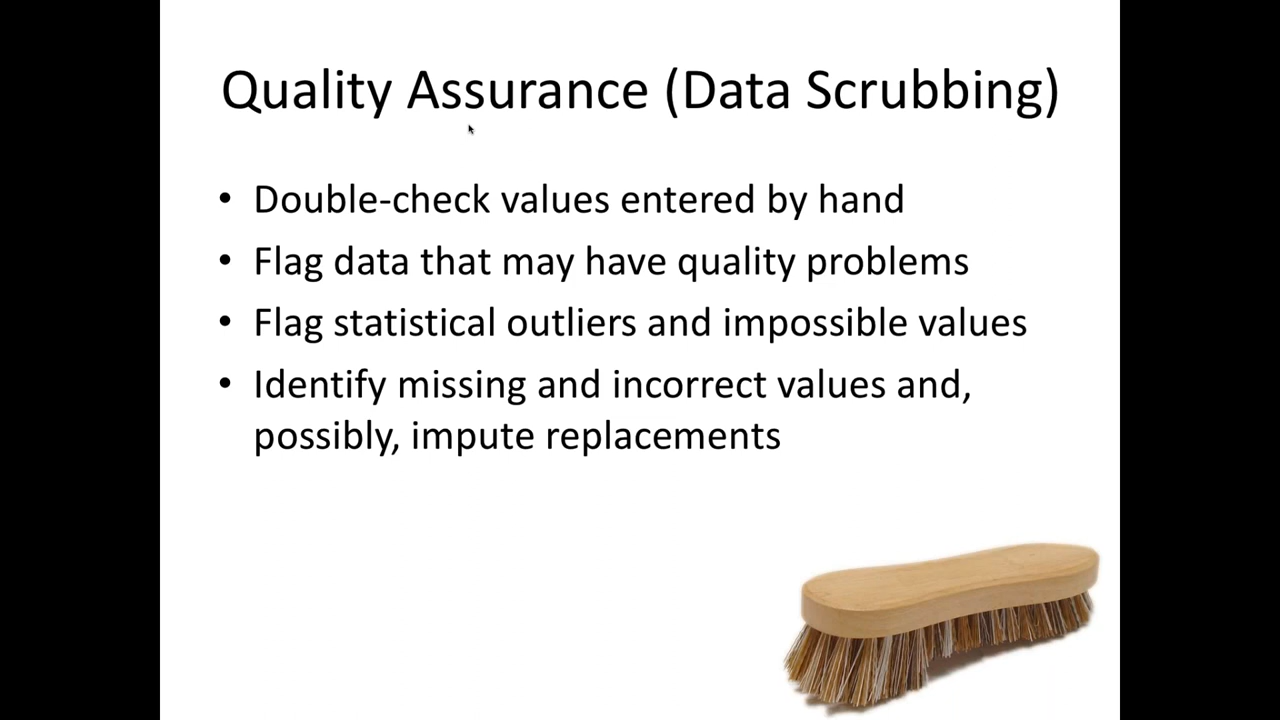 Quality Assurance (Data Scrubbing)
• Double-check values entered by hand
• Flag data that may have quality problems
• Flag statistical outliers and impossible values
• Identify missing and incorrect values and,
possibly, impute replacements